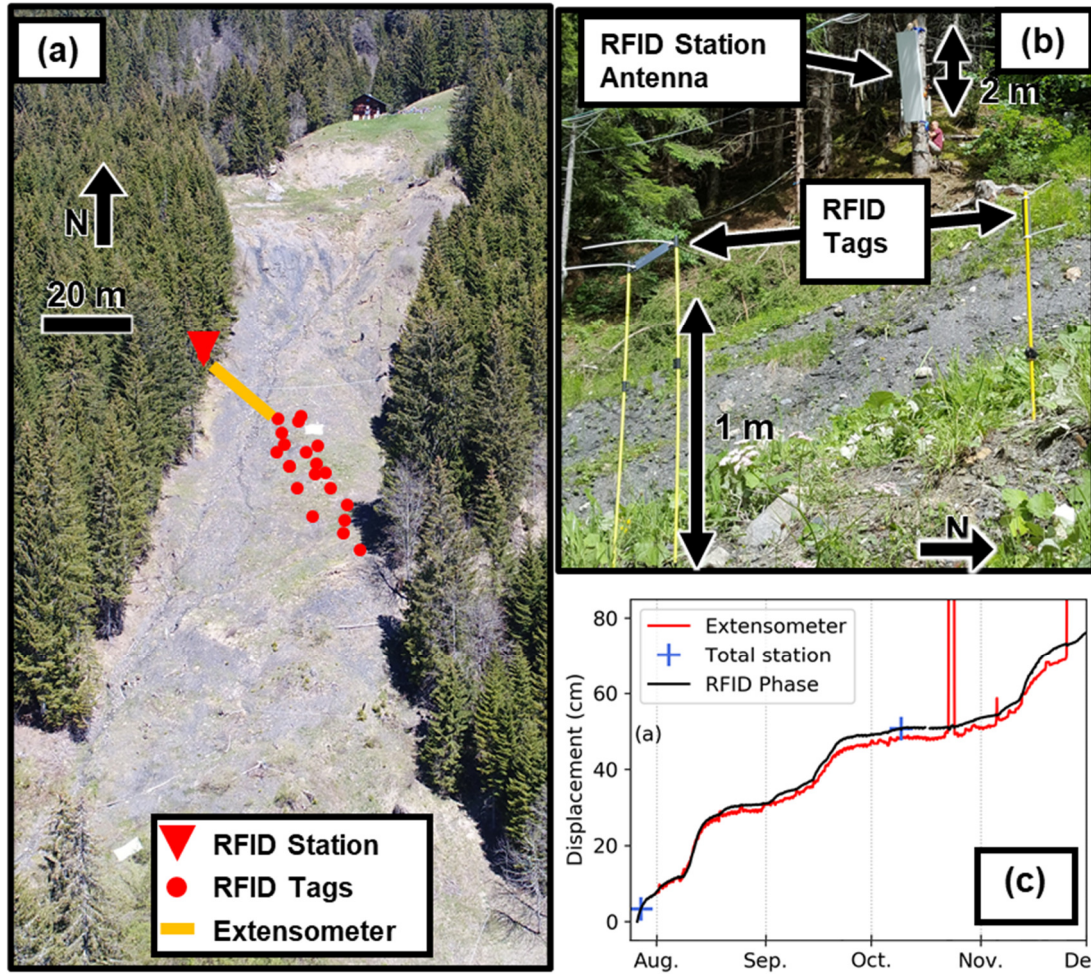 (a)
N
20 m
RFID Station
RFID Tags
Extensometer
RFID Station
Antenna
(b)
2 m
RFID
Tags
1 m
N
80
60
40
20
0
Displacement (cm)
Extensometer
Total station
RFID Phase
(a)
(c)
Aug.
Sep.
Oct.
Nov.
De